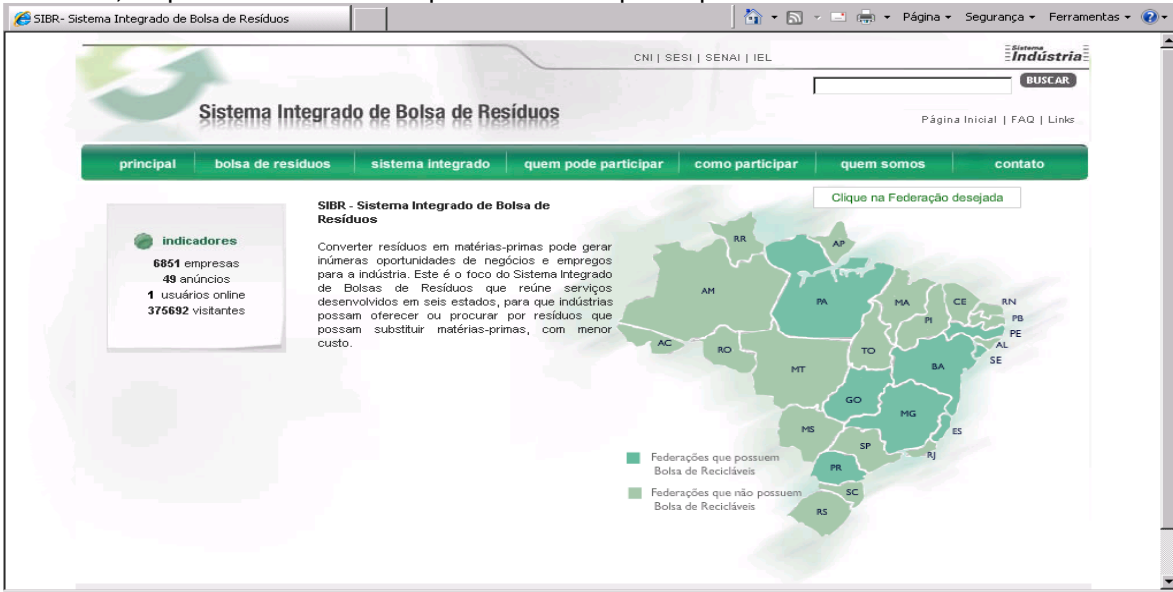 SIBR- Sistema Integrado de Bolsa de Resíduos
Página
Segurança
Ferramentas
CNI | SESI | SENAI | IEL
Sistema
Indústria
BUSCAR
Sistema Integrado de Bolsa de Resíduos
Página Inicial | FAQ | Links
principal
bolsa de resíduos
sistema integrado
quem pode participar
como participar
quem somos
contato
Clique na Federação desejada
indicadores
6851 empresas
49 anúncios
1 usuários online
375692 visitantes
SIBR - Sistema Integrado de Bolsa de
Resíduos
Converter resíduos em matérias-primas pode gerar
inúmeras oportunidades de negócios e empregos
para a indústria. Este é o foco do Sistema Integrado
de Bolsas de Resíduos que reúne serviços
desenvolvidos em seis estados, para que indústrias
possam oferecer ou procurar por resíduos que
possam substituir matérias-primas, com menor
custo.
RR
AP
AM
PA
MA
CE
RN
PB
PI
PE
AL
SE
AC
RO
TO
BA
MT
GO
MG
MS
ES
SP
RJ
PR
SC
RS
Federações que possuem
Bolsa de Recicláveis
Federações que não possuem
Bolsa de Recicláveis